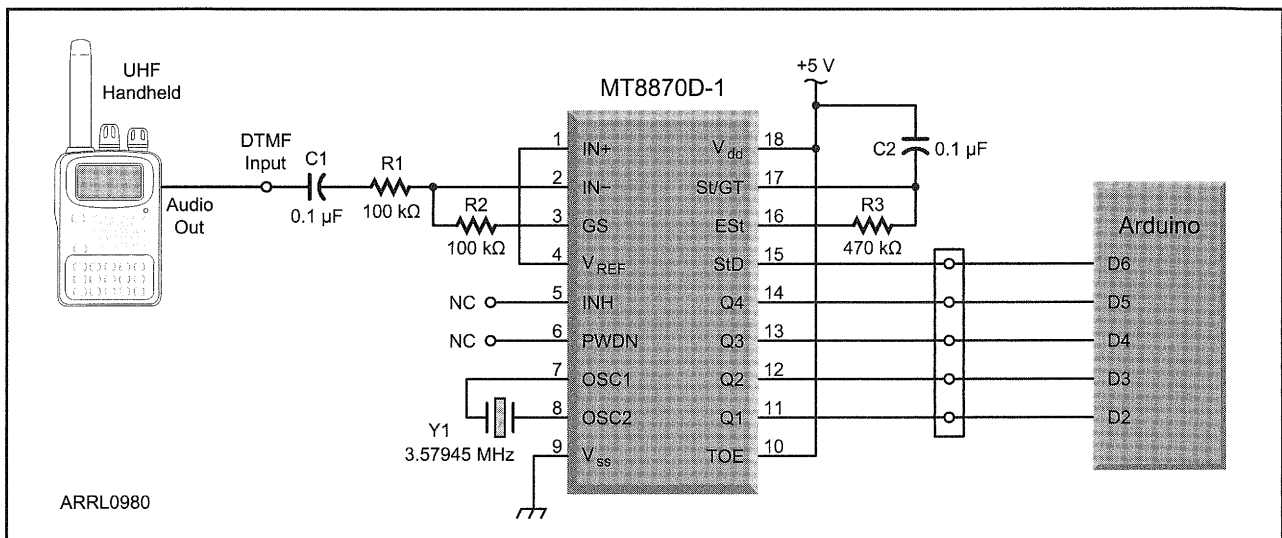 UHF
Handheld
DTMF
Input
Audio
Out
C1
0.1 µF
R1
100 kΩ
R2
100 kΩ
NC
NC
Y1
3.57945 MHz
MT8870D-1
1 IN+
2 IN−
3 GS
4 VREF
5 INH
6 PWDN
7 OSC1
8 OSC2
9 Vss
Vdd 18
St/GT 17
ESt 16
StD 15
Q4 14
Q3 13
Q2 12
Q1 11
TOE 10
+5 V
C2 0.1 µF
R3
470 kΩ
Arduino
D6
D5
D4
D3
D2
ARRL0980